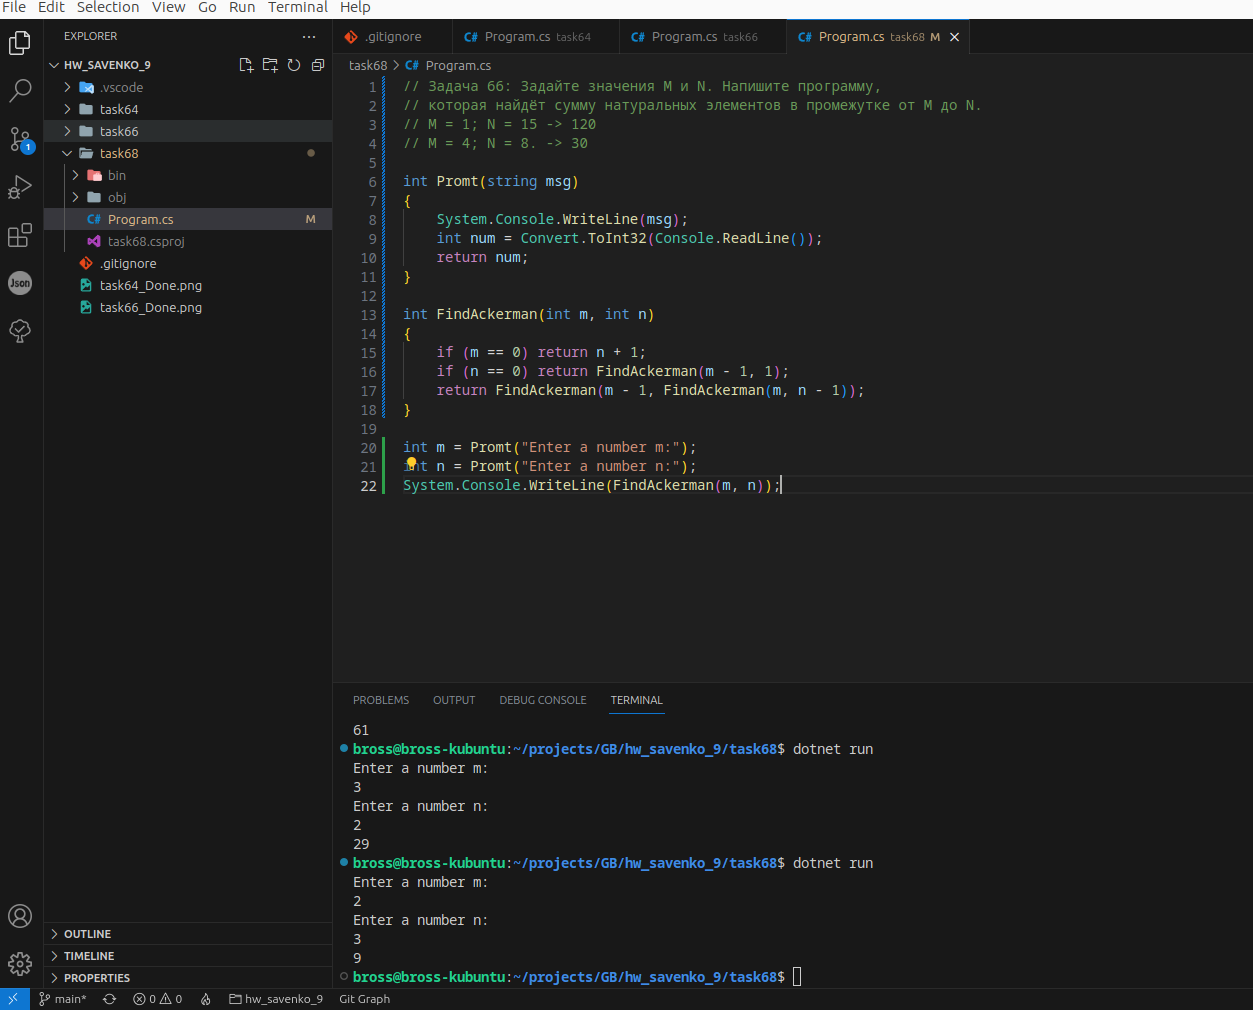 File Edit Selection View Go Run Terminal Help
EXPLORER
HW_SAVENKO_9
.vscode
task64
task66
task68
bin
obj
C# Program.cs M
task68.csproj
.gitignore
task64_Done.png
task66_Done.png
OUTLINE
TIMELINE
PROPERTIES
1
Json
.gitignore
C# Program.cs task64
C# Program.cs task66
C# Program.cs task68 M
task68 > C# Program.cs
1 // Задача 66: Задайте значения M и N. Напишите программу,
2 // которая найдёт сумму натуральных элементов в промежутке от M до N.
3 // M = 1; N = 15 -> 120
4 // M = 4; N = 8. -> 30
5
6 int Promt(string msg)
7 {
8     System.Console.WriteLine(msg);
9     int num = Convert.ToInt32(Console.ReadLine());
10     return num;
11 }
12
13 int FindAckerman(int m, int n)
14 {
15     if (m == 0) return n + 1;
16     if (n == 0) return FindAckerman(m - 1, 1);
17     return FindAckerman(m - 1, FindAckerman(m, n - 1));
18 }
19
20 int m = Promt("Enter a number m:");
21 int n = Promt("Enter a number n:");
22 System.Console.WriteLine(FindAckerman(m, n));
PROBLEMS OUTPUT DEBUG CONSOLE TERMINAL
61
bross@bross-kubuntu:~/projects/GB/hw_savenko_9/task68$ dotnet run
Enter a number m:
3
Enter a number n:
2
29
bross@bross-kubuntu:~/projects/GB/hw_savenko_9/task68$ dotnet run
Enter a number m:
2
Enter a number n:
3
9
bross@bross-kubuntu:~/projects/GB/hw_savenko_9/task68$
main* 0 0 hw_savenko_9 Git Graph